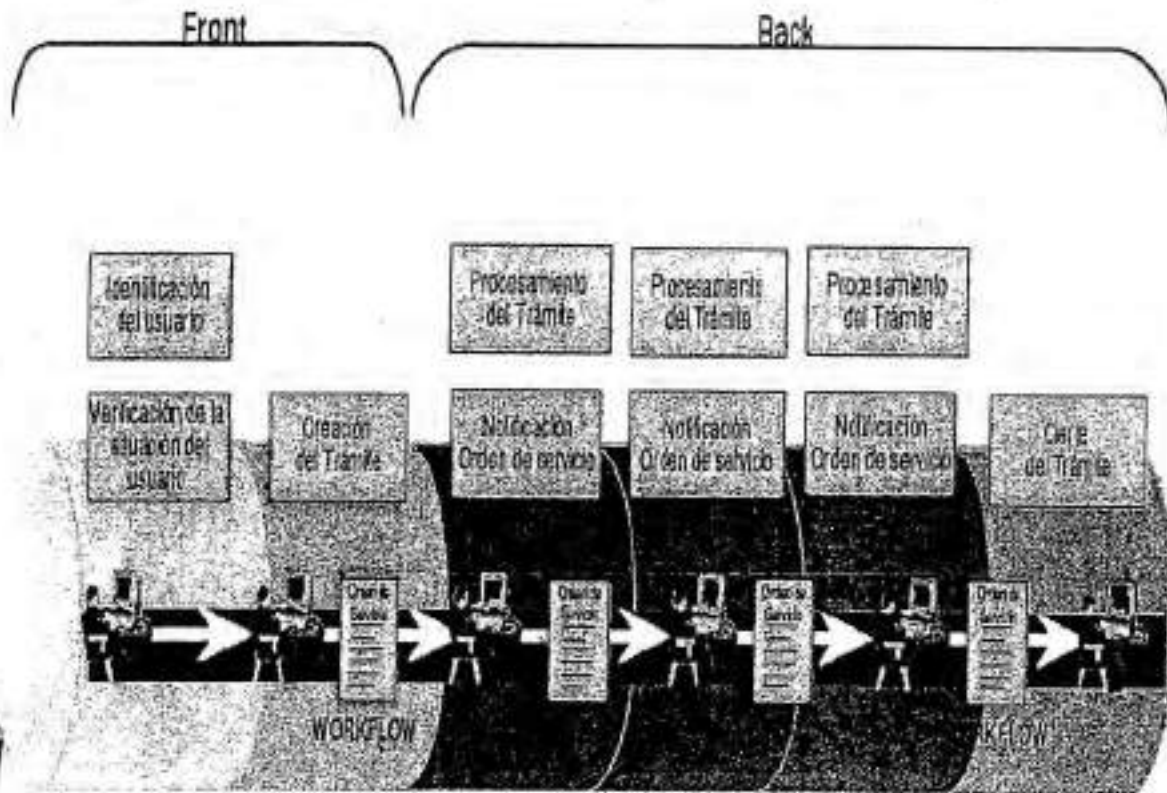 Front
Back
Identificación
del usuario
Procesamiento
del Trámite
Procesamiento
del Trámite
Procesamiento
del Trámite
Verificación de la
situación del
usuario
Creación
del Trámite
Notificación
Orden de servicio
Notificación
Orden de servicio
Notificación
Orden de servicio
Cierre
del Trámite
Orden de
Servicio
Orden de
Servicio
Orden de
Servicio
Orden de
Servicio
WORKFLOW
KFLOW